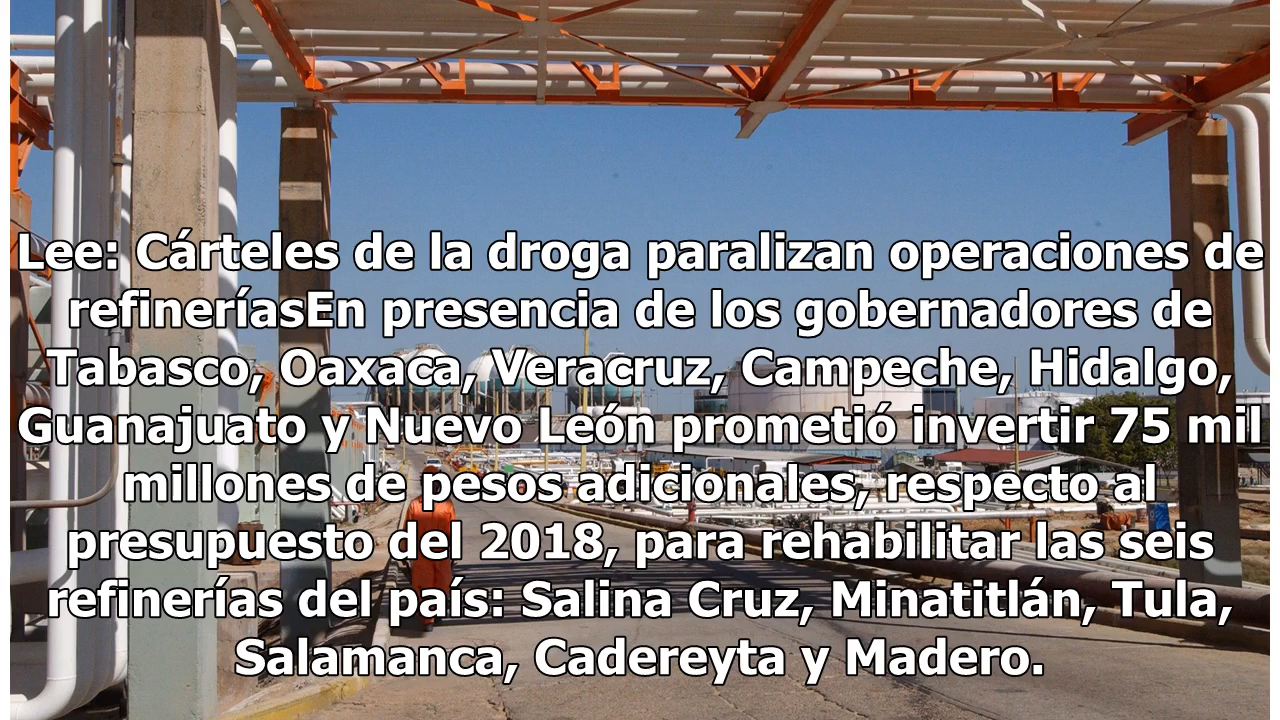 Lee: Cárteles de la droga paralizan operaciones de
refineríasEn presencia de los gobernadores de
Tabasco, Oaxaca, Veracruz, Campeche, Hidalgo,
Guanajuato y Nuevo León prometió invertir 75 mil
millones de pesos adicionales, respecto al
presupuesto del 2018, para rehabilitar las seis
refinerías del país: Salina Cruz, Minatitlán, Tula,
Salamanca, Cadereyta y Madero.